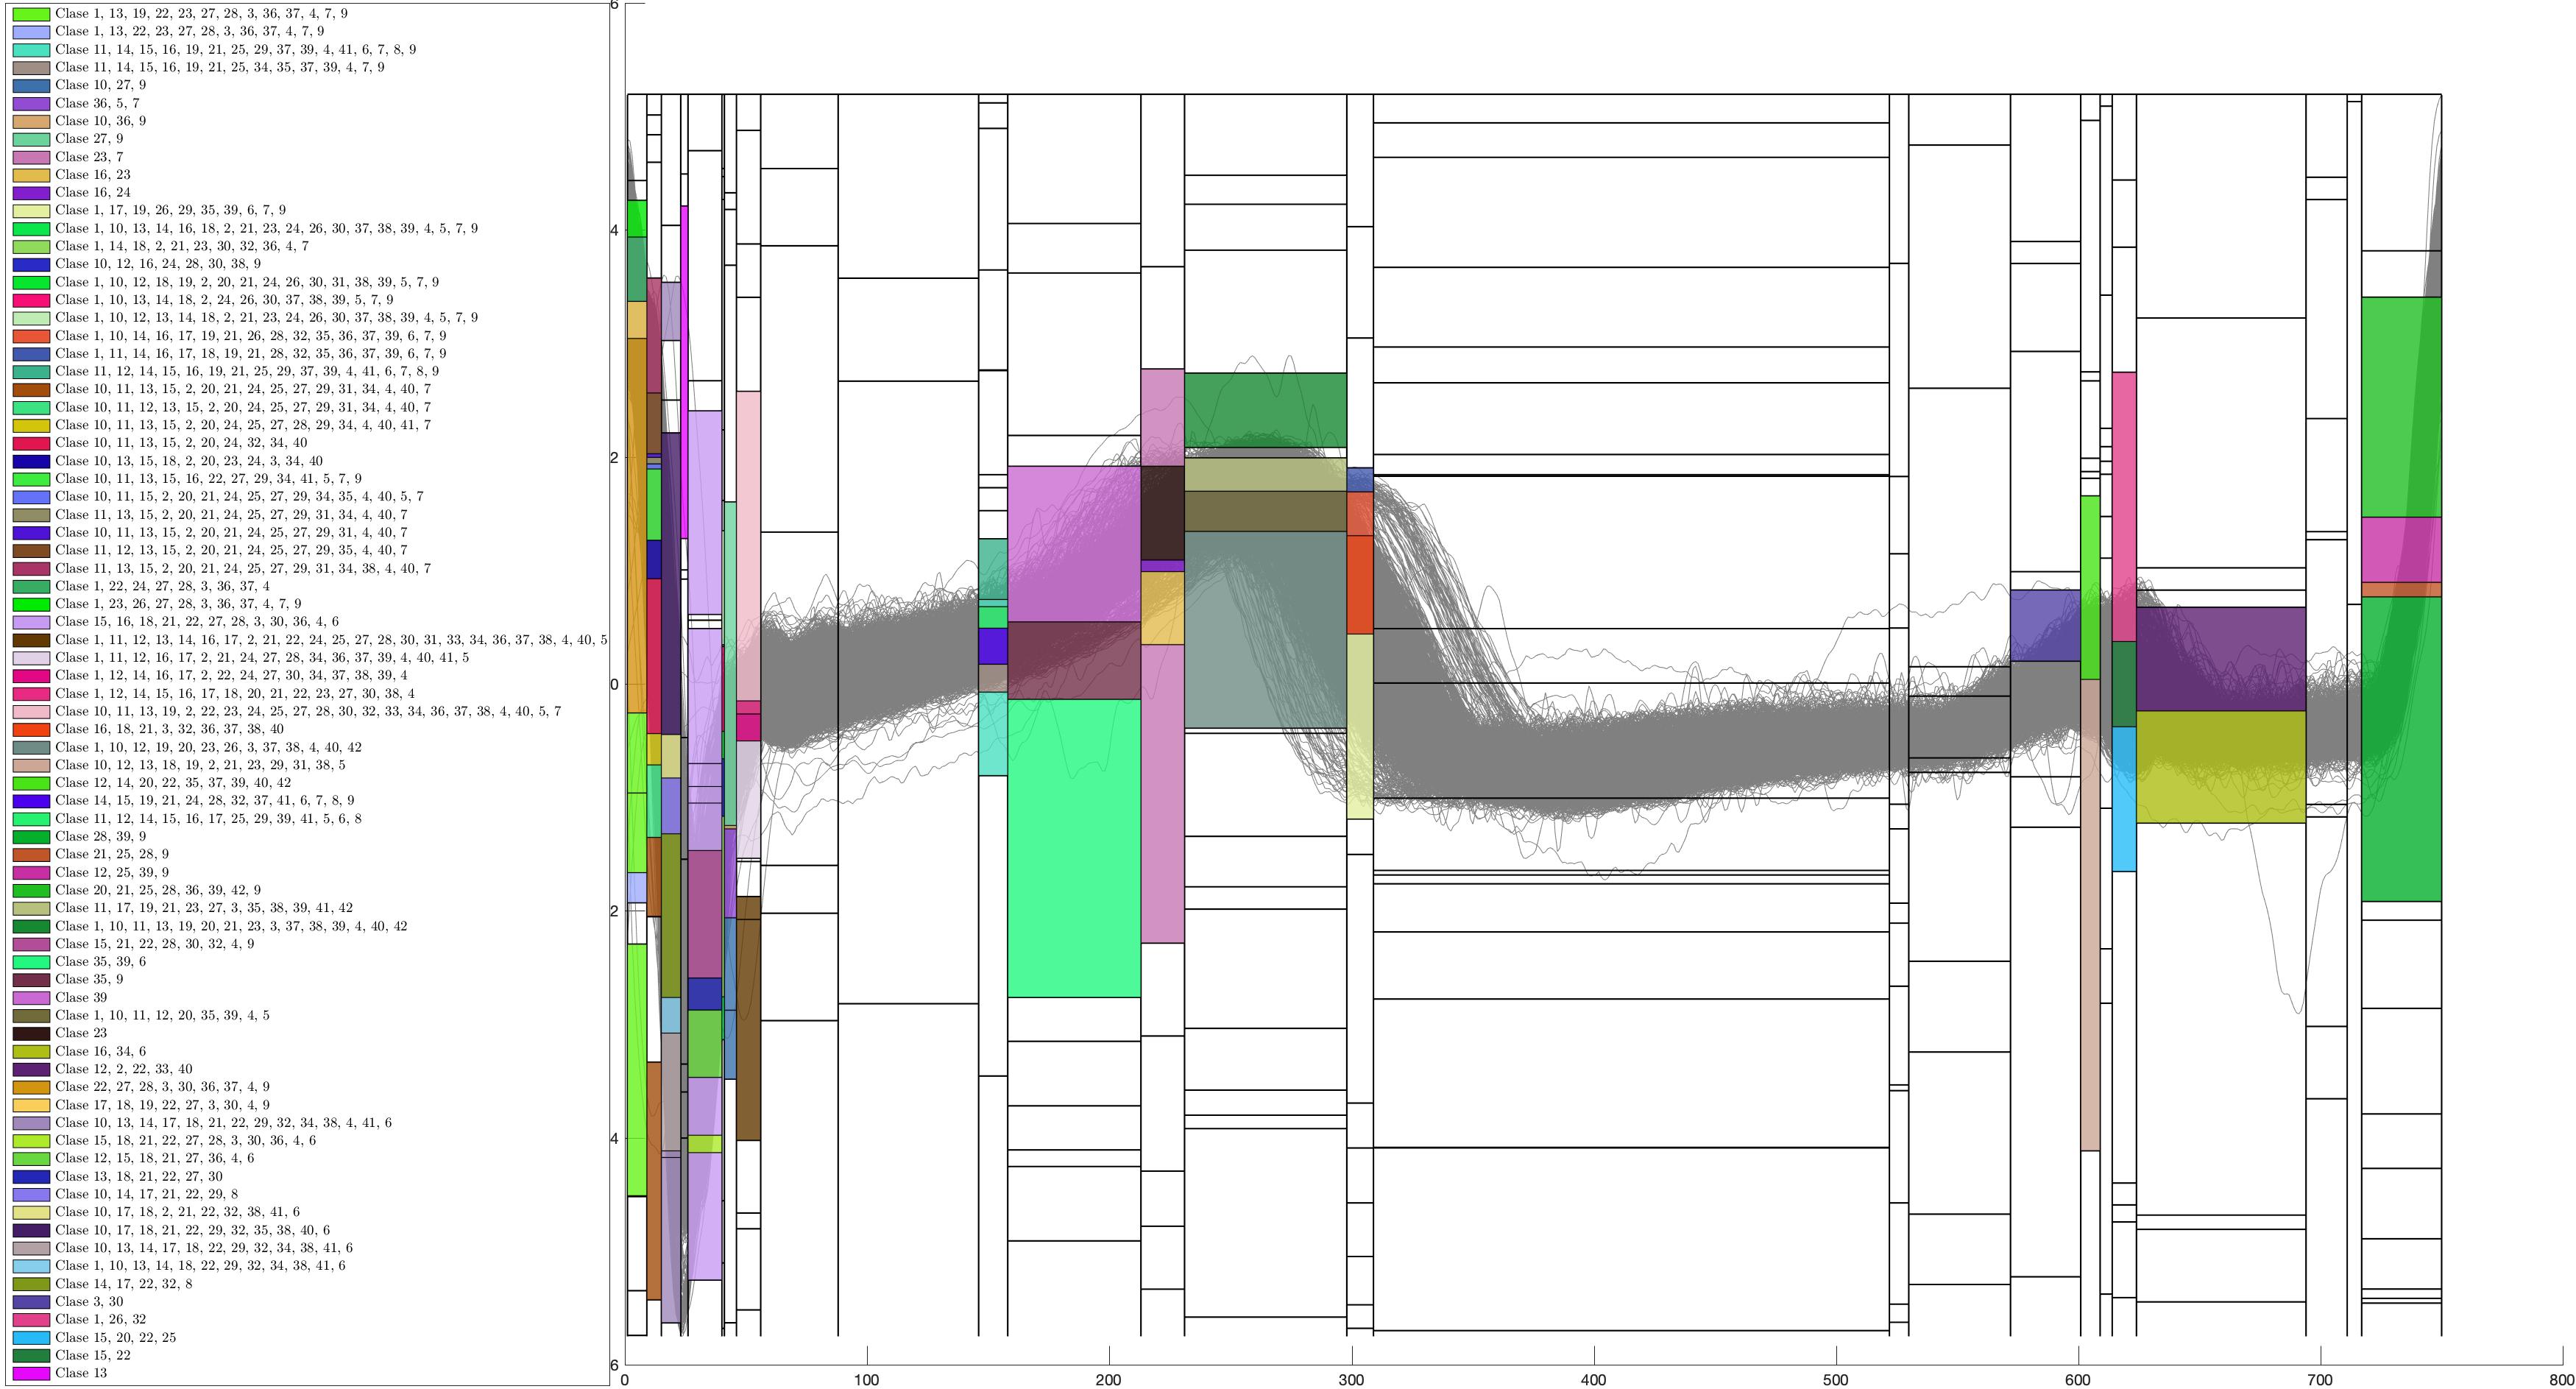 Clase 1, 13, 19, 22, 23, 27, 28, 3, 36, 37, 4, 7, 9
Clase 1, 13, 22, 23, 27, 28, 3, 36, 37, 4, 7, 9
Clase 11, 14, 15, 16, 19, 21, 25, 29, 37, 39, 4, 41, 6, 7, 8, 9
Clase 11, 14, 15, 16, 19, 21, 25, 34, 35, 37, 39, 4, 7, 9
Clase 10, 27, 9
Clase 36, 5, 7
Clase 10, 36, 9
Clase 27, 9
Clase 23, 7
Clase 16, 23
Clase 16, 24
Clase 1, 17, 19, 26, 29, 35, 39, 6, 7, 9
Clase 1, 10, 13, 14, 16, 18, 2, 21, 23, 24, 26, 30, 37, 38, 39, 4, 5, 7, 9
Clase 1, 14, 18, 2, 21, 23, 30, 32, 36, 4, 7
Clase 10, 12, 16, 24, 28, 30, 38, 9
Clase 1, 10, 12, 18, 19, 2, 20, 21, 24, 26, 30, 31, 38, 39, 5, 7, 9
Clase 1, 10, 13, 14, 18, 2, 24, 26, 30, 37, 38, 39, 5, 7, 9
Clase 1, 10, 12, 13, 14, 18, 2, 21, 23, 24, 26, 30, 37, 38, 39, 4, 5, 7, 9
Clase 1, 10, 14, 16, 17, 19, 21, 26, 28, 32, 35, 36, 37, 39, 6, 7, 9
Clase 1, 11, 14, 16, 17, 18, 19, 21, 28, 32, 35, 36, 37, 39, 6, 7, 9
Clase 11, 12, 14, 15, 16, 19, 21, 25, 29, 37, 39, 4, 41, 6, 7, 8, 9
Clase 10, 11, 13, 15, 2, 20, 21, 24, 25, 27, 29, 31, 34, 4, 40, 7
Clase 10, 11, 12, 13, 15, 2, 20, 24, 25, 27, 29, 31, 34, 4, 40, 7
Clase 10, 11, 13, 15, 2, 20, 24, 25, 27, 28, 29, 34, 4, 40, 41, 7
Clase 10, 11, 13, 15, 2, 20, 24, 32, 34, 40
Clase 10, 13, 15, 18, 2, 20, 23, 24, 3, 34, 40
Clase 10, 11, 13, 15, 16, 22, 27, 29, 34, 41, 5, 7, 9
Clase 10, 11, 15, 2, 20, 21, 24, 25, 27, 29, 34, 35, 4, 40, 5, 7
Clase 11, 13, 15, 2, 20, 21, 24, 25, 27, 29, 31, 34, 4, 40, 7
Clase 10, 11, 13, 15, 2, 20, 21, 24, 25, 27, 29, 31, 4, 40, 7
Clase 11, 12, 13, 15, 2, 20, 21, 24, 25, 27, 29, 35, 4, 40, 7
Clase 11, 13, 15, 2, 20, 21, 24, 25, 27, 29, 31, 34, 38, 4, 40, 7
Clase 1, 22, 24, 27, 28, 3, 36, 37, 4
Clase 1, 23, 26, 27, 28, 3, 36, 37, 4, 7, 9
Clase 15, 16, 18, 21, 22, 27, 28, 3, 30, 36, 4, 6
Clase 1, 11, 12, 13, 14, 16, 17, 2, 21, 22, 24, 25, 27, 28, 30, 31, 33, 34, 36, 37, 38, 4, 40, 5
Clase 1, 11, 12, 16, 17, 2, 21, 24, 27, 28, 34, 36, 37, 39, 4, 40, 41, 5
Clase 1, 12, 14, 16, 17, 2, 22, 24, 27, 30, 34, 37, 38, 39, 4
Clase 1, 12, 14, 15, 16, 17, 18, 20, 21, 22, 23, 27, 30, 38, 4
Clase 10, 11, 13, 19, 2, 22, 23, 24, 25, 27, 28, 30, 32, 33, 34, 36, 37, 38, 4, 40, 5, 7
Clase 16, 18, 21, 3, 32, 36, 37, 38, 40
Clase 1, 10, 12, 19, 20, 23, 26, 3, 37, 38, 4, 40, 42
Clase 10, 12, 13, 18, 19, 2, 21, 23, 29, 31, 38, 5
Clase 12, 14, 20, 22, 35, 37, 39, 40, 42
Clase 14, 15, 19, 21, 24, 28, 32, 37, 41, 6, 7, 8, 9
Clase 11, 12, 14, 15, 16, 17, 25, 29, 39, 41, 5, 6, 8
Clase 28, 39, 9
Clase 21, 25, 28, 9
Clase 12, 25, 39, 9
Clase 20, 21, 25, 28, 36, 39, 42, 9
Clase 11, 17, 19, 21, 23, 27, 3, 35, 38, 39, 41, 42
Clase 1, 10, 11, 13, 19, 20, 21, 23, 3, 37, 38, 39, 4, 40, 42
Clase 15, 21, 22, 28, 30, 32, 4, 9
Clase 35, 39, 6
Clase 35, 9
Clase 39
Clase 1, 10, 11, 12, 20, 35, 39, 4, 5
Clase 23
Clase 16, 34, 6
Clase 12, 2, 22, 33, 40
Clase 22, 27, 28, 3, 30, 36, 37, 4, 9
Clase 17, 18, 19, 22, 27, 3, 30, 4, 9
Clase 10, 13, 14, 17, 18, 21, 22, 29, 32, 34, 38, 4, 41, 6
Clase 15, 18, 21, 22, 27, 28, 3, 30, 36, 4, 6
Clase 12, 15, 18, 21, 27, 36, 4, 6
Clase 13, 18, 21, 22, 27, 30
Clase 10, 14, 17, 21, 22, 29, 8
Clase 10, 17, 18, 2, 21, 22, 32, 38, 41, 6
Clase 10, 17, 18, 21, 22, 29, 32, 35, 38, 40, 6
Clase 10, 13, 14, 17, 18, 22, 29, 32, 34, 38, 41, 6
Clase 1, 10, 13, 14, 18, 22, 29, 32, 34, 38, 41, 6
Clase 14, 17, 22, 32, 8
Clase 3, 30
Clase 1, 26, 32
Clase 15, 20, 22, 25
Clase 15, 22
Clase 13
6
4
2
0
2
4
6
0 100 200 300 400 500 600 700 800